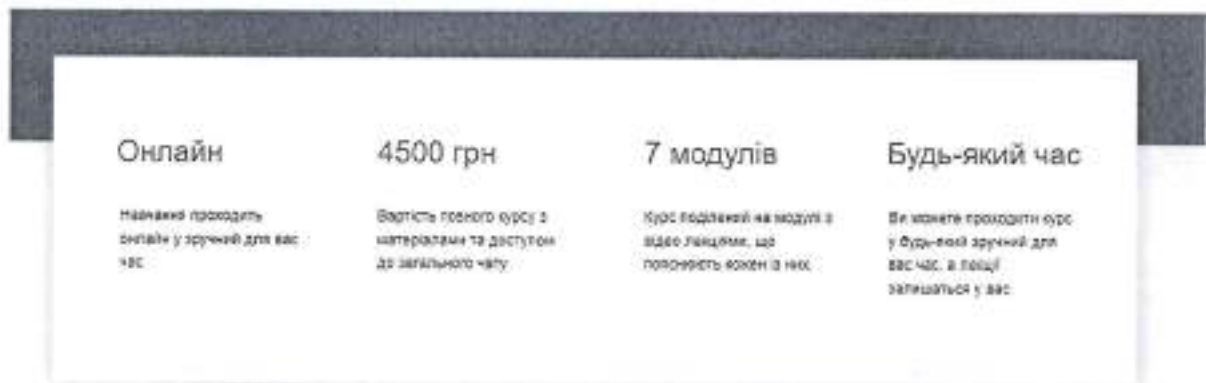 Онлайн
Навчання проходить
онлайн у зручний для вас
час
4500 грн
Вартість повного курсу з
матеріалами та доступом
до загального чату
7 модулів
Курс поділений на модулі з
відео лекціями, що
пояснюють кожен із них
Будь-який час
Ви можете проходити курс
у будь-який зручний для
вас час, а лекції
залишаться у вас